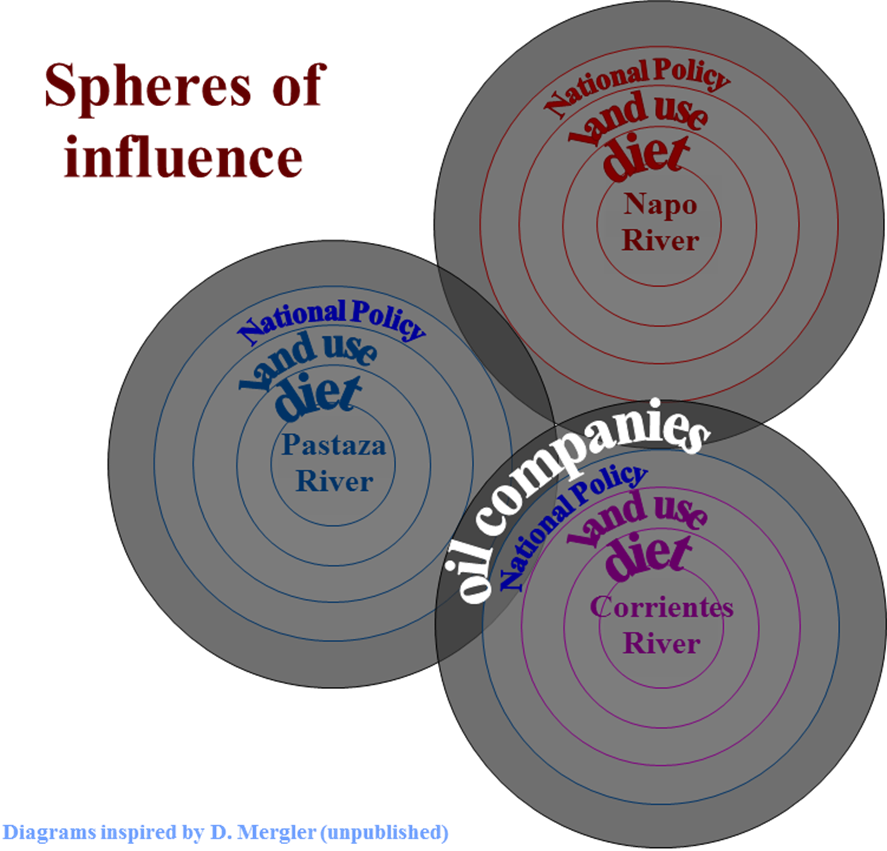 Spheres of
influence
National Policy
land use
diet
Napo
River
National Policy
land use
diet
Pastaza
River
oil companies
National Policy
land use
diet
Corrientes
River
Diagrams inspired by D. Mergler (unpublished)